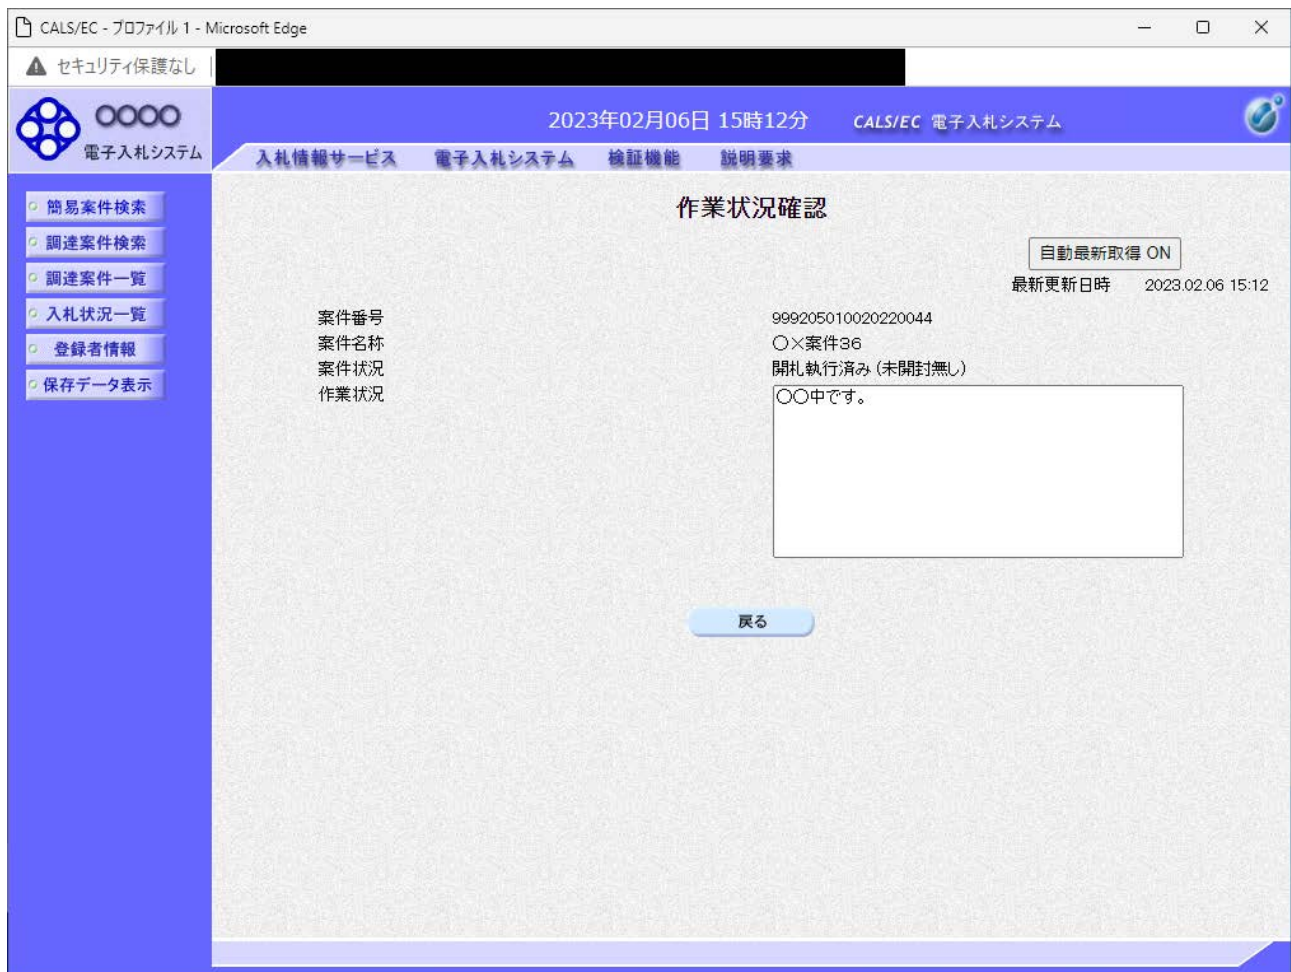 CALS/EC - プロファイル 1 - Microsoft Edge
セキュリティ保護なし
〇〇〇〇
電子入札システム
2023年02月06日 15時12分
CALS/EC 電子入札システム
入札情報サービス 電子入札システム 検証機能 説明要求
簡易案件検索
調達案件検索
調達案件一覧
入札状況一覧
登録者情報
保存データ表示
作業状況確認
自動最新取得 ON
最新更新日時 2023.02.06 15:12
案件番号 999205010020220044
案件名称 〇×案件36
案件状況 開札執行済み (未開封無し)
作業状況 〇〇中です。
戻る